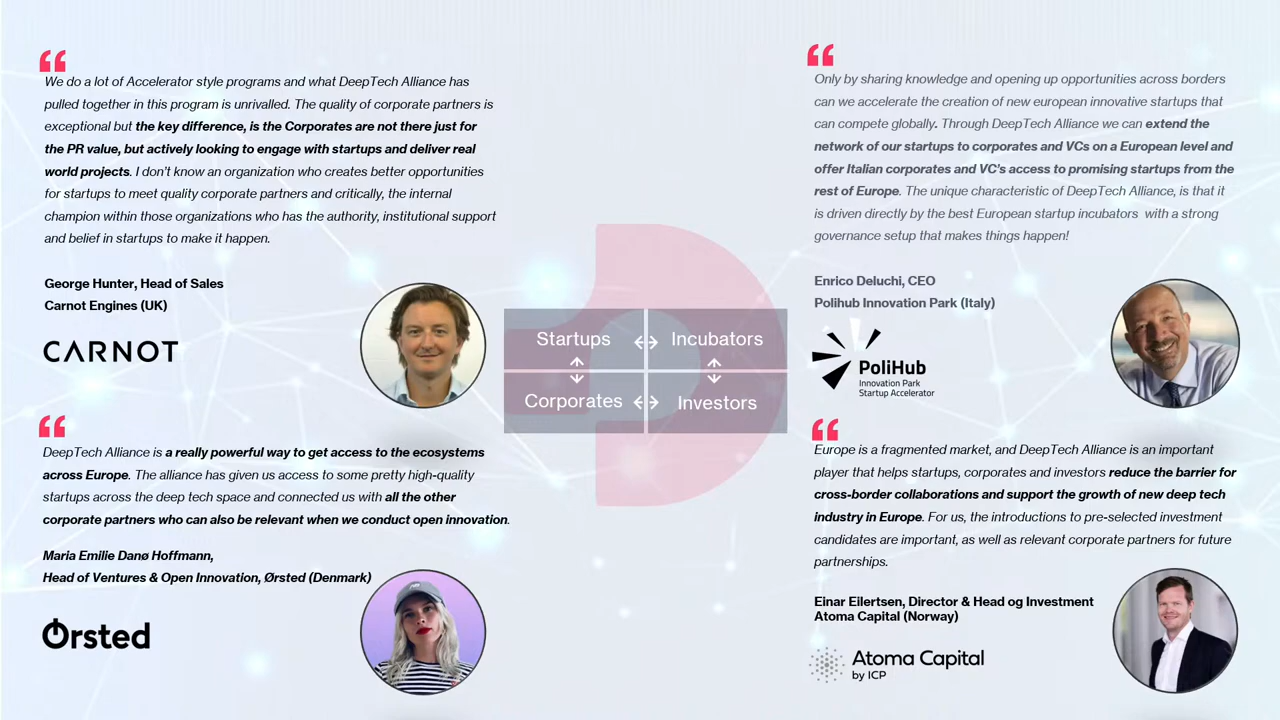 We do a lot of Accelerator style programs and what DeepTech Alliance has
pulled together in this program is unrivalled. The quality of corporate partners is
exceptional but the key difference, is the Corporates are not there just for
the PR value, but actively looking to engage with startups and deliver real
world projects. I don't know an organization who creates better opportunities
for startups to meet quality corporate partners and critically, the internal
champion within those organizations who has the authority, institutional support
and belief in startups to make it happen.
George Hunter, Head of Sales
Carnot Engines (UK)
CARNOT
DeepTech Alliance is a really powerful way to get access to the ecosystems
across Europe. The alliance has given us access to some pretty high-quality
startups across the deep tech space and connected us with all the other
corporate partners who can also be relevant when we conduct open innovation.
Maria Emilie Danø Hoffmann,
Head of Ventures & Open Innovation, Ørsted (Denmark)
Ørsted
Startups
Incubators
Corporates
Investors
Only by sharing knowledge and opening up opportunities across borders
can we accelerate the creation of new european innovative startups that
can compete globally. Through DeepTech Alliance we can extend the
network of our startups to corporates and VCs on a European level and
offer Italian corporates and VC's access to promising startups from the
rest of Europe. The unique characteristic of DeepTech Alliance, is that it
is driven directly by the best European startup incubators with a strong
governance setup that makes things happen!
Enrico Deluchi, CEO
Polihub Innovation Park (Italy)
PoliHub
Innovation Park
Startup Accelerator
Europe is a fragmented market, and DeepTech Alliance is an important
player that helps startups, corporates and investors reduce the barrier for
cross-border collaborations and support the growth of new deep tech
industry in Europe. For us, the introductions to pre-selected investment
candidates are important, as well as relevant corporate partners for future
partnerships.
Einar Eilertsen, Director & Head og Investment
Atoma Capital (Norway)
Atoma Capital
by ICP